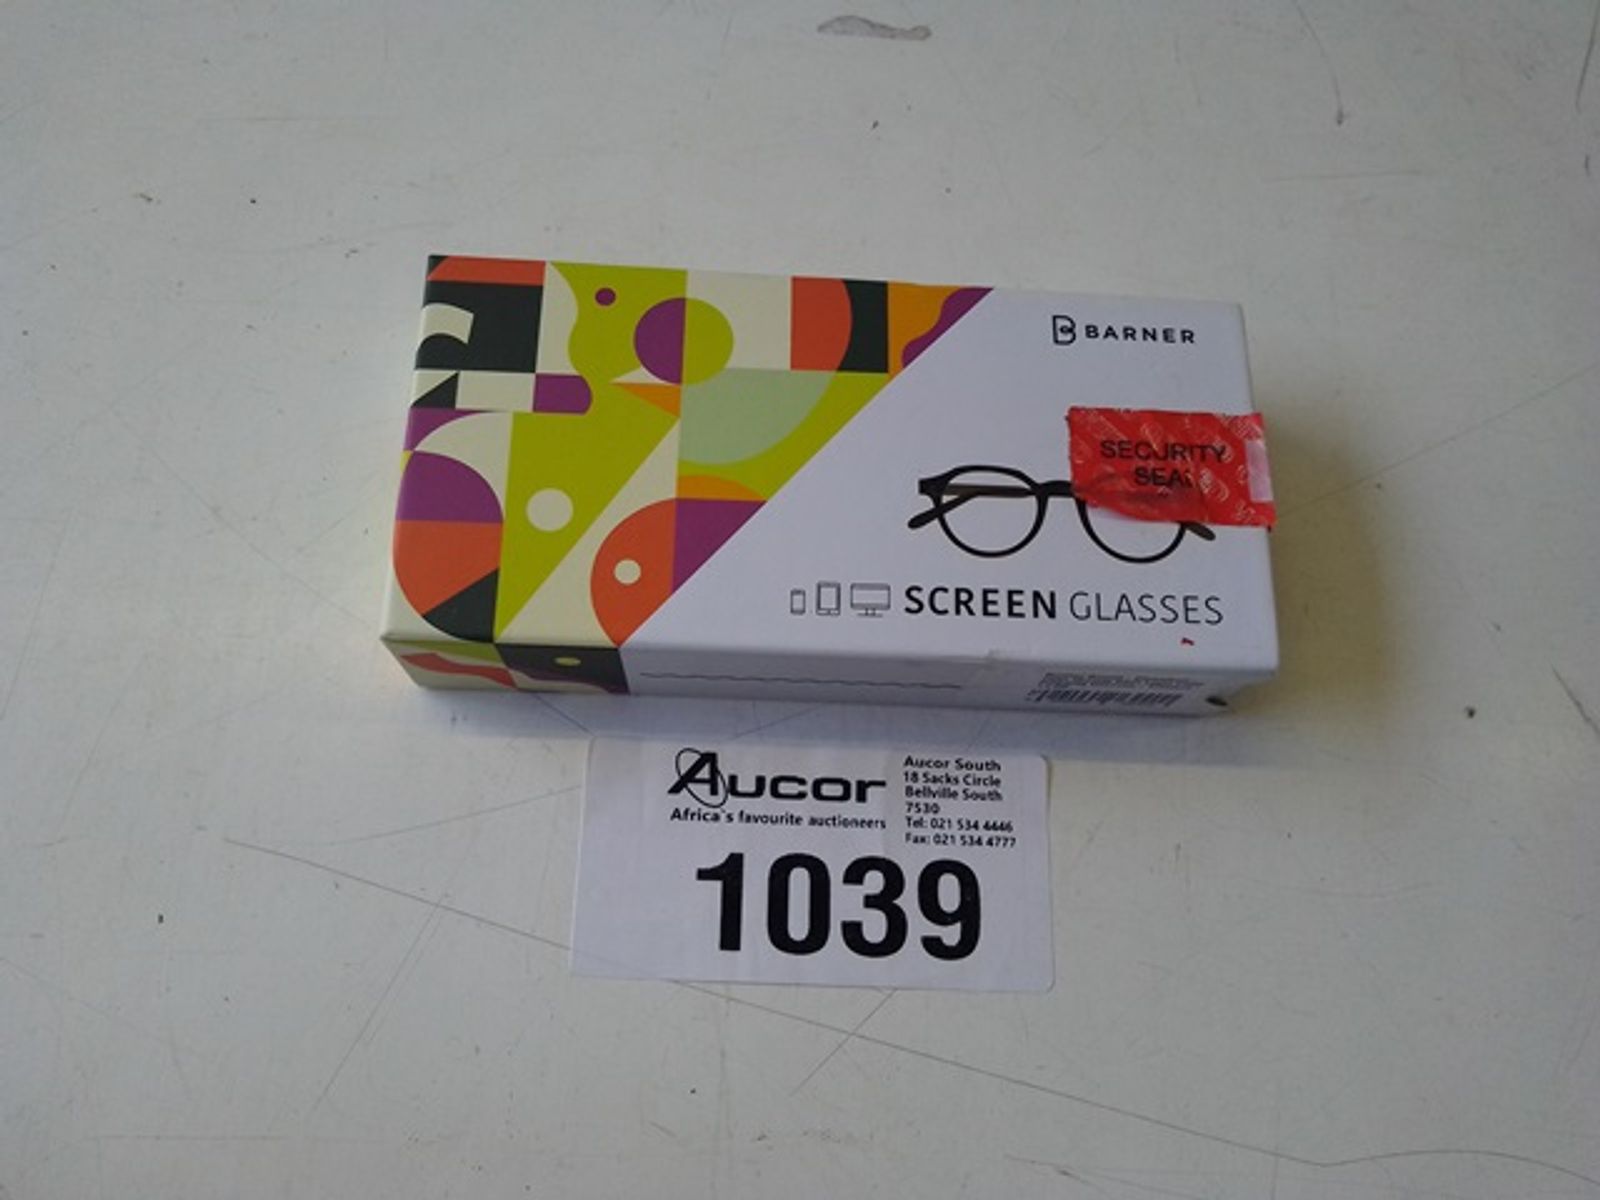 BARNER
SECURITY
SEAL
SCREEN GLASSES
Aucor
Africa's favourite auctioneers
Aucor South
18 Sacks Circle
Bellville South
7530
Tel: 021 534 4446
Fax: 021 534 4777
1039